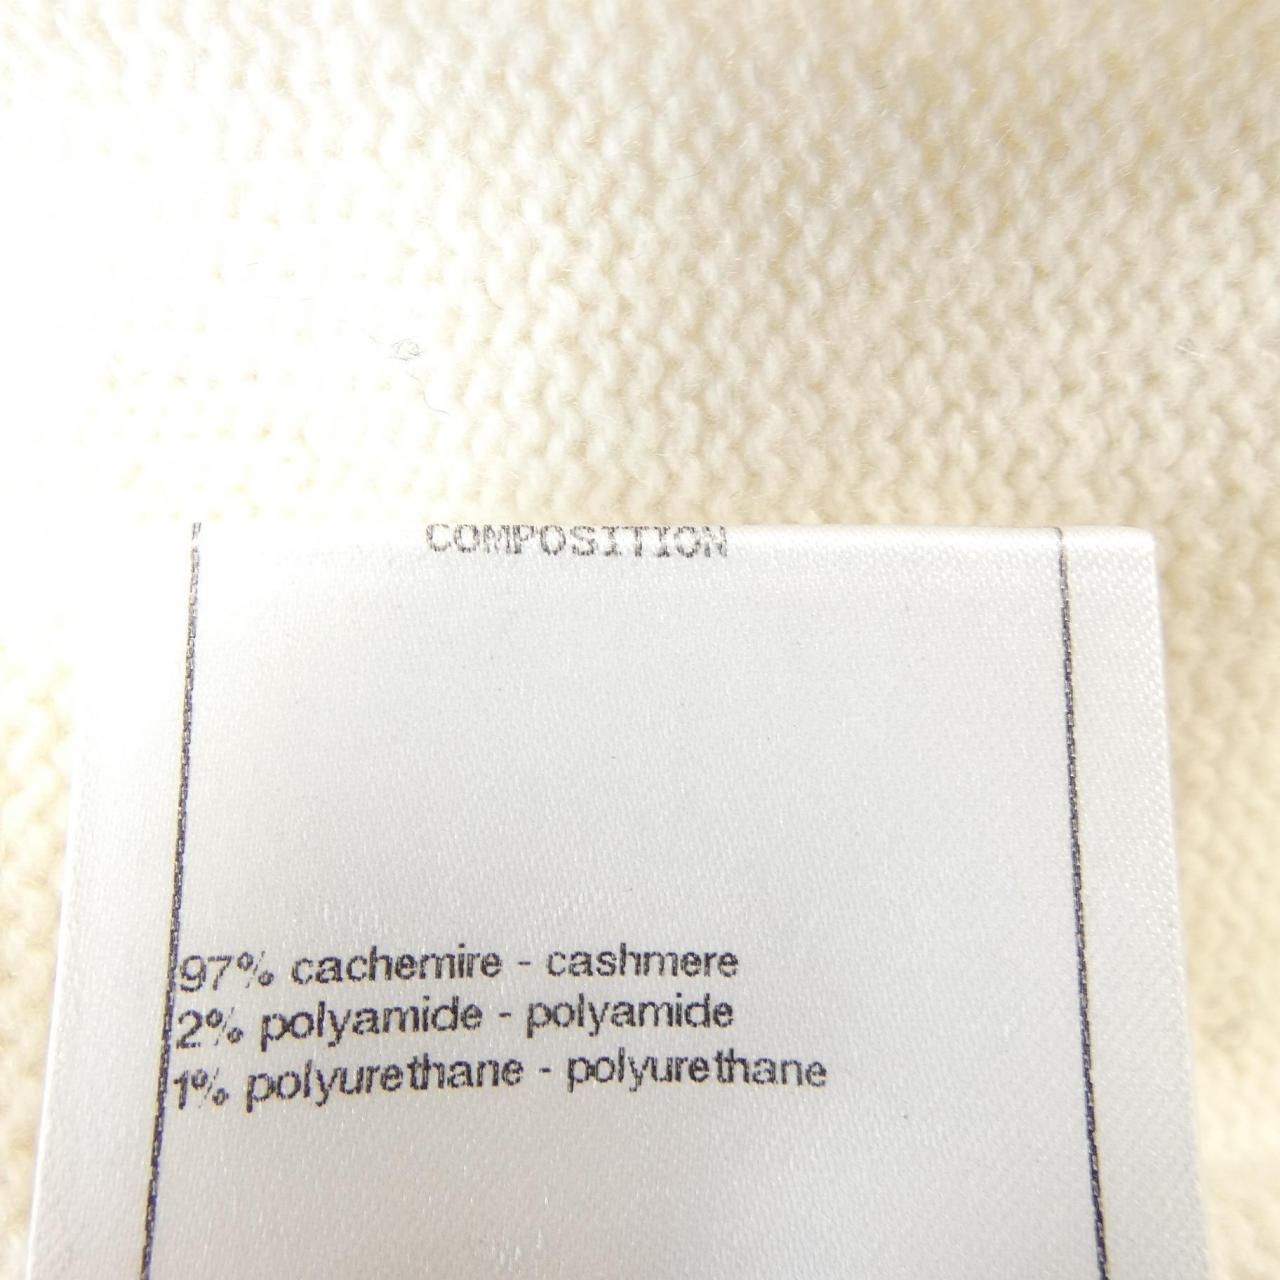 COMPOSITION
97% cachemire - cashmere
2% polyamide - polyamide
1% polyurethane - polyurethane